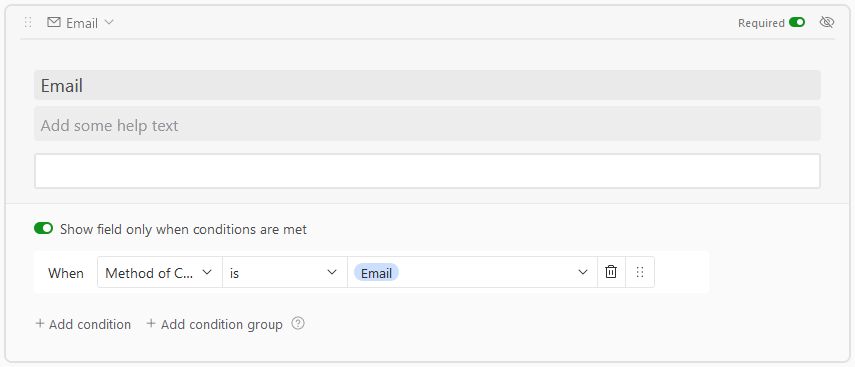 Email
Required
Email
Add some help text
Show field only when conditions are met
When Method of C... is Email
+ Add condition + Add condition group ?